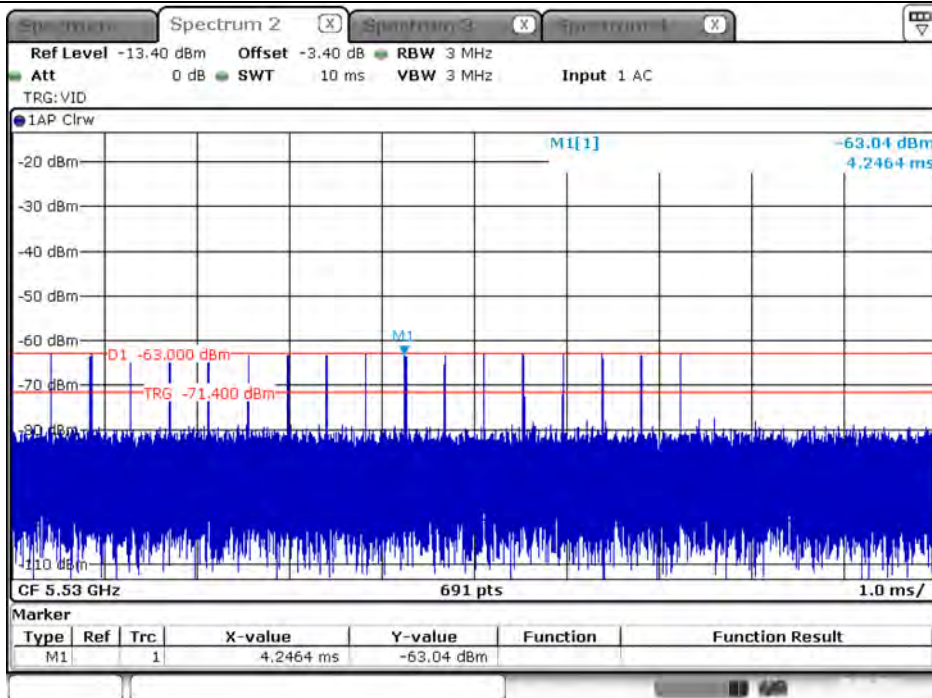 Spectrum 2 X X X
Ref Level -13.40 dBm Offset -3.40 dB RBW 3 MHz
Att 0 dB SWT 10 ms VBW 3 MHz Input 1 AC
TRG:VID
1AP Clrw
M1[1] -63.04 dBm
4.2464 ms
-20 dBm
-30 dBm
-40 dBm
-50 dBm
-60 dBm
M1
D1 -63.000 dBm
-70 dBm
TRG -71.400 dBm
-90 dBm
-110 dBm
CF 5.53 GHz 691 pts 1.0 ms/
Marker
Type Ref Trc X-value Y-value Function Function Result
M1 1 4.2464 ms -63.04 dBm